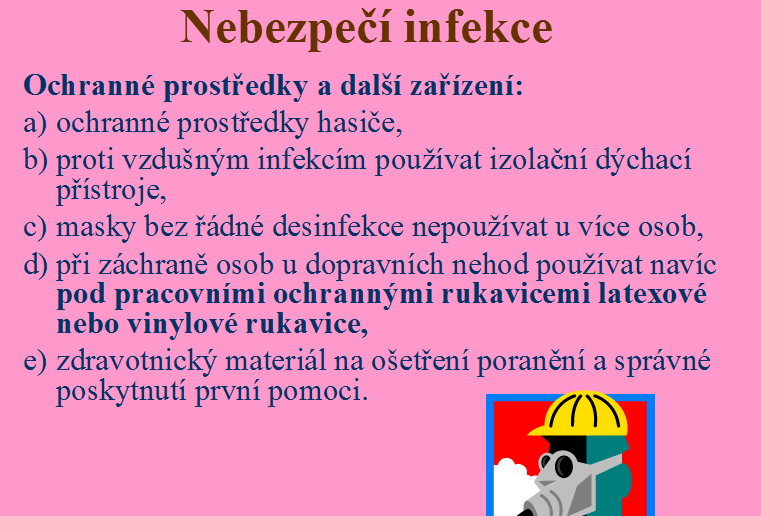 Nebezpečí infekce
Ochranné prostředky a další zařízení:
a) ochranné prostředky hasiče,
b) proti vzdušným infekcím používat izolační dýchací
přístroje,
c) masky bez řádné desinfekce nepoužívat u více osob,
d) při záchraně osob u dopravních nehod používat navíc
pod pracovními ochrannými rukavicemi latexové
nebo vinylové rukavice,
e) zdravotnický materiál na ošetření poranění a správné
poskytnutí první pomoci.